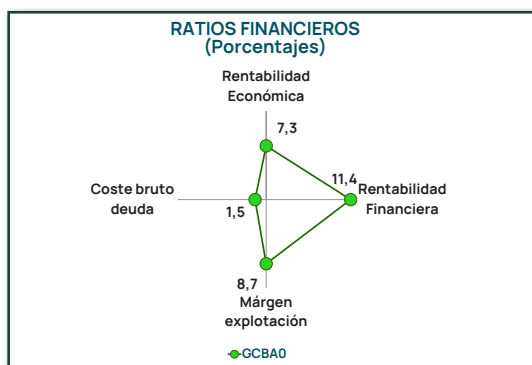 RATIOS FINANCIEROS
(Porcentajes)
Rentabilidad
Económica
7,3
11,4
Rentabilidad
Financiera
Coste bruto
deuda
1,5
8,7
Márgen
explotación
GCBA0